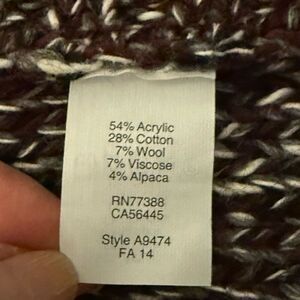 54% Acrylic
28% Cotton
7% Wool
7% Viscose
4% Alpaca
RN77388
CA56445
Style A9474
FA 14